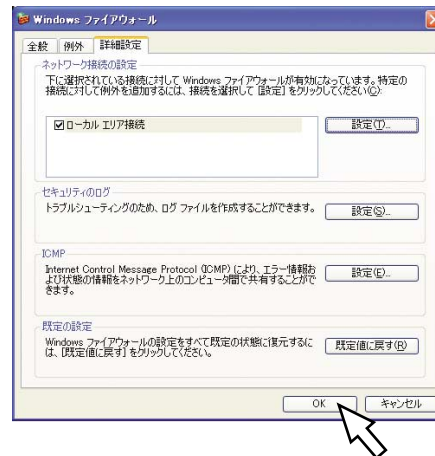 Windows ファイアウォール
全般 例外 詳細設定
ネットワーク接続の設定
下に選択されている接続に対して Windows ファイアウォールが有効になっています。特定の
接続に対して例外を追加するには、接続を選択して [設定] をクリックしてください(C):
ローカル エリア接続
設定(T)...
セキュリティのログ
トラブルシューティングのため、ログ ファイルを作成することができます。
設定(S)...
ICMP
Internet Control Message Protocol (ICMP) により、エラー情報お
よび状態の情報をネットワーク上のコンピュータ間で共有することがで
きます。
設定(E)...
既定の設定
Windows ファイアウォールの設定をすべて既定の状態に復元するに
は、[既定値に戻す] をクリックしてください。
既定値に戻す(R)
OK キャンセル